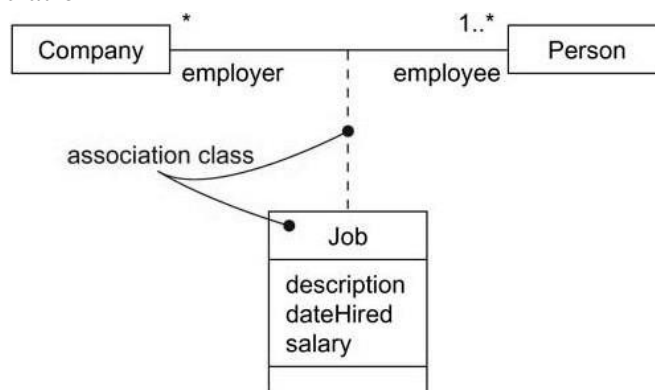 * 1..*
Company Person
employer employee
association class
Job
description
dateHired
salary